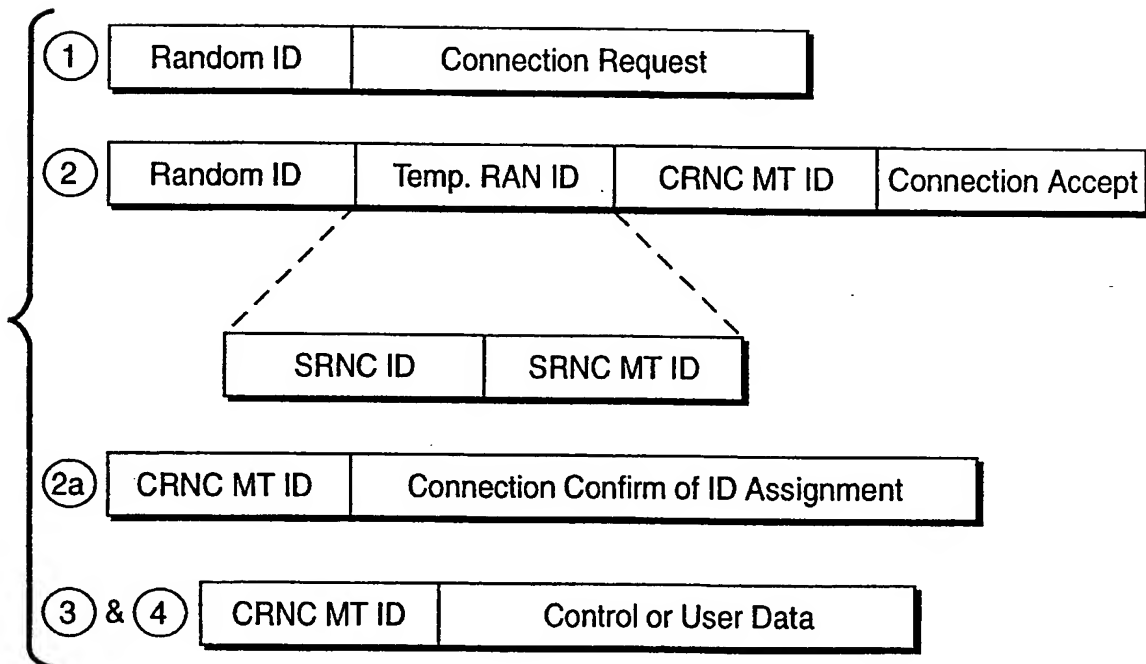 1 Random ID Connection Request
2 Random ID Temp. RAN ID CRNC MT ID Connection Accept
SRNC ID SRNC MT ID
2a CRNC MT ID Connection Confirm of ID Assignment
3 & 4 CRNC MT ID Control or User Data